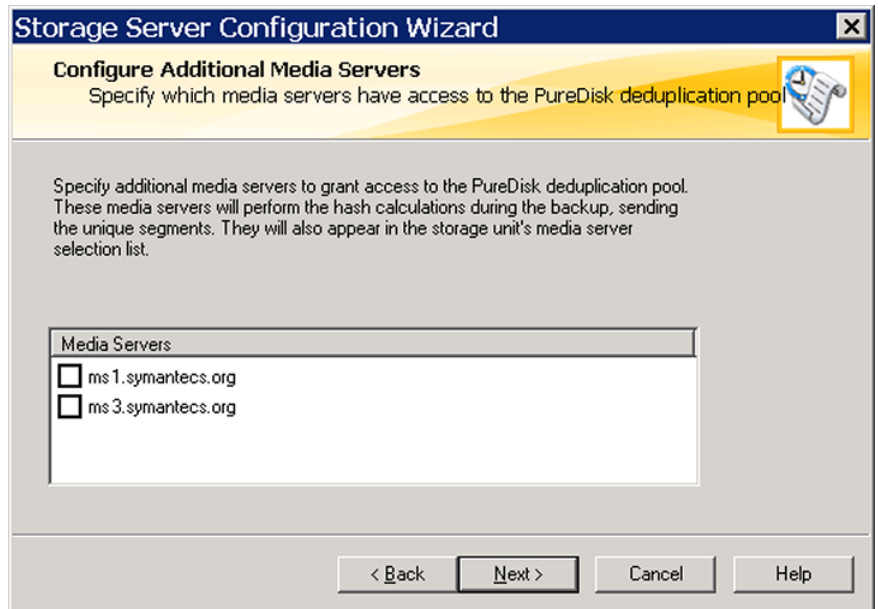 Storage Server Configuration Wizard
Configure Additional Media Servers
Specify which media servers have access to the PureDisk deduplication pool
Specify additional media servers to grant access to the PureDisk deduplication pool.
These media servers will perform the hash calculations during the backup, sending
the unique segments. They will also appear in the storage unit's media server
selection list.
Media Servers
ms1.symantecs.org
ms3.symantecs.org
< Back Next > Cancel Help